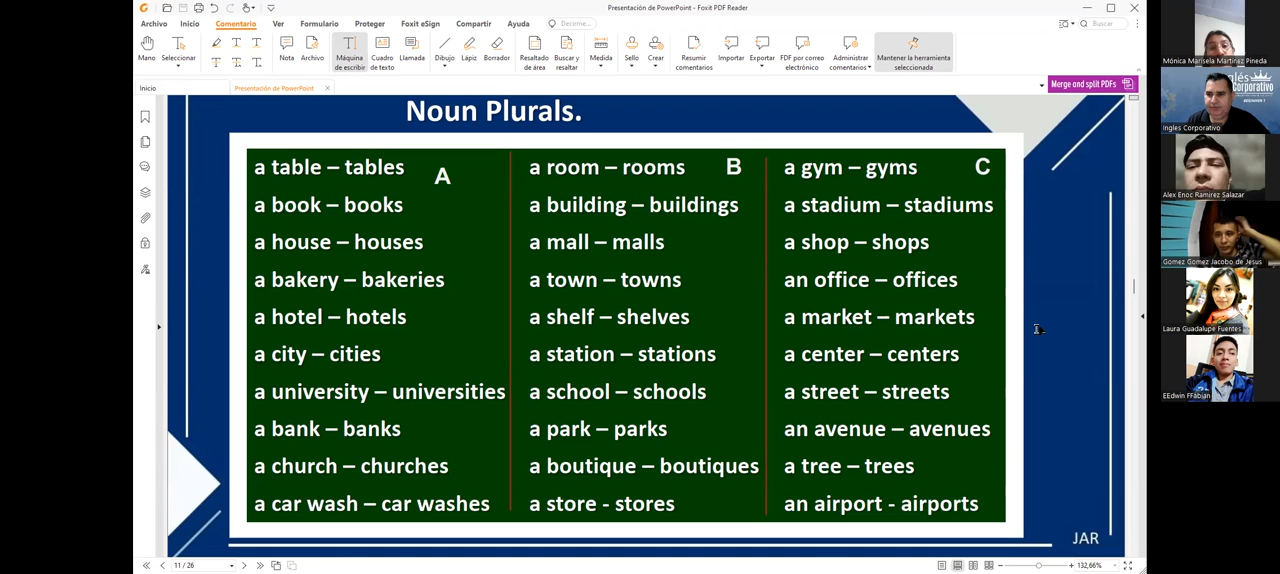 Presentación de PowerPoint - Foxit PDF Reader
Archivo Inicio Comentario Ver Formulario Proteger Foxit eSign Compartir Ayuda Decirme... Buscar
Mano Seleccionar Nota Archivo Máquina de escribir Cuadro de texto Llamada Dibujo Lápiz Borrador Resaltado de área Buscar y resaltar Medida Sello Crear Resumir comentarios Importar Exportar PDF por correo electrónico Administrar comentarios Mantener la herramienta seleccionada
Inicio Presentación de PowerPoint
Merge and split PDFs
Noun Plurals.
A
a table – tables
a book – books
a house – houses
a bakery – bakeries
a hotel – hotels
a city – cities
a university – universities
a bank – banks
a church – churches
a car wash – car washes
B
a room – rooms
a building – buildings
a mall – malls
a town – towns
a shelf – shelves
a station – stations
a school – schools
a park – parks
a boutique – boutiques
a store - stores
C
a gym – gyms
a stadium – stadiums
a shop – shops
an office – offices
a market – markets
a center – centers
a street – streets
an avenue – avenues
a tree – trees
an airport - airports
JAR
11 / 26
132,66%
Mónica Marisela Martinez Pineda
Inglés Corporativo
BEGINNER 1
Ingles Corporativo
Alex Enoc Ramirez Salazar
Gomez Gomez Jacobo de Jesus
Laura Guadalupe Fuentes
EEdwin FFabian